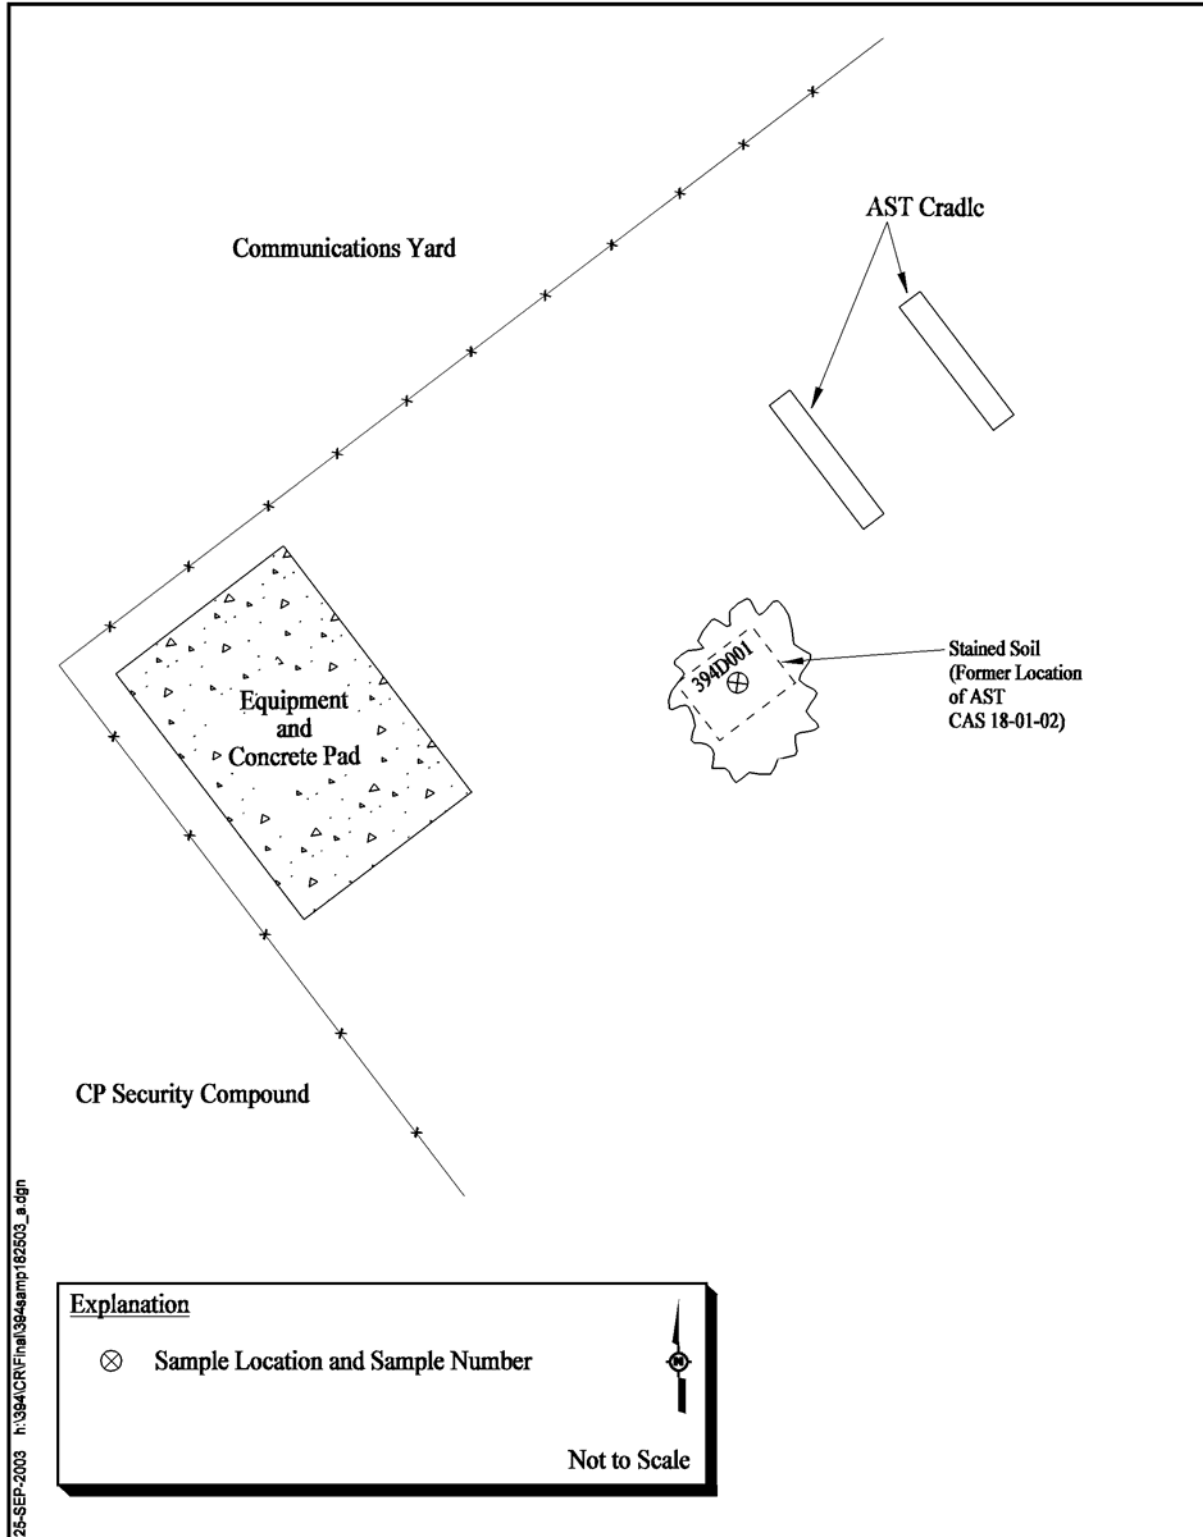 Communications Yard
AST Cradle
394D001
Stained Soil
(Former Location
of AST
CAS 18-01-02)
Equipment
and
Concrete Pad
CP Security Compound
Explanation
Sample Location and Sample Number
N
Not to Scale
25-SEP-2003 h:\394\CR\Final\394samp182503_a.dgn